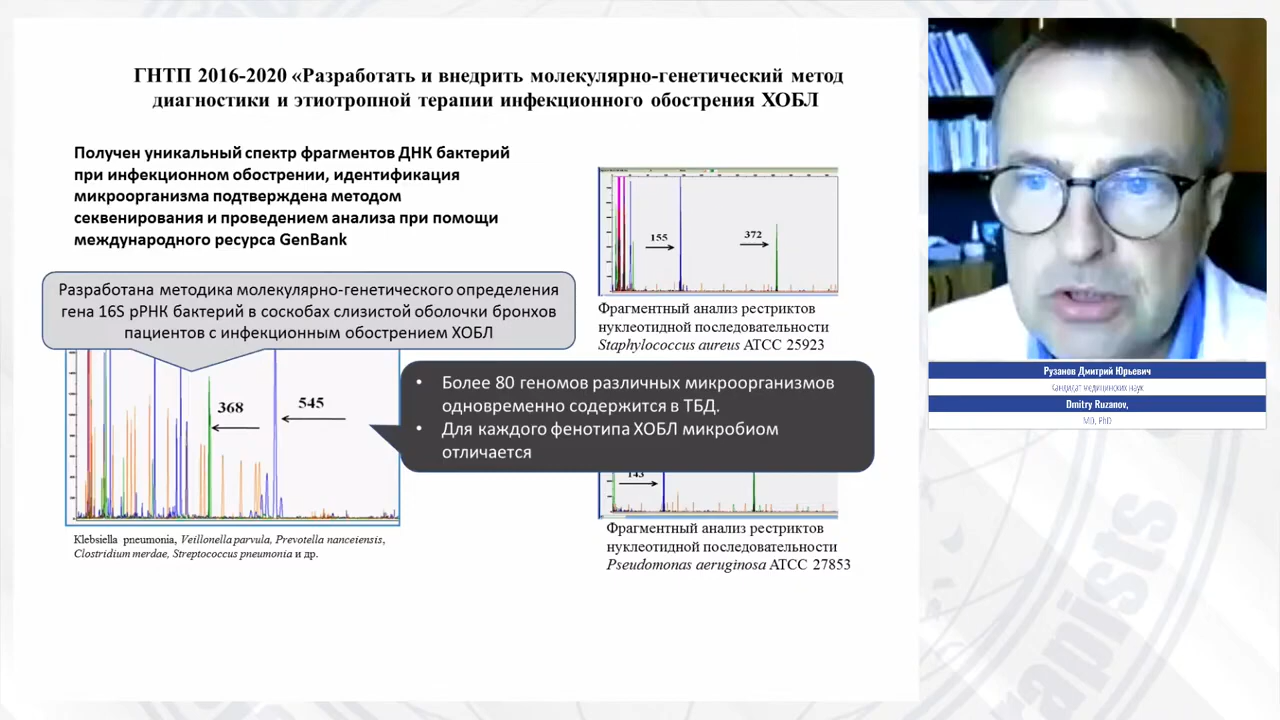 ГНТП 2016-2020 «Разработать и внедрить молекулярно-генетический метод
диагностики и этиотропной терапии инфекционного обострения ХОБЛ
Получен уникальный спектр фрагментов ДНК бактерий
при инфекционном обострении, идентификация
микроорганизма подтверждена методом
секвенирования и проведением анализа при помощи
международного ресурса GenBank
Разработана методика молекулярно-генетического определения
гена 16S рРНК бактерий в соскобах слизистой оболочки бронхов
пациентов с инфекционным обострением ХОБЛ
368
545
Klebsiella pneumonia, Veillonella parvula, Prevotella nanceiensis,
Clostridium merdae, Streptococcus pneumonia и др.
155
372
Фрагментный анализ рестриктов
нуклеотидной последовательности
Staphylococcus aureus ATCC 25923
• Более 80 геномов различных микроорганизмов
одновременно содержится в ТБД.
• Для каждого фенотипа ХОБЛ микробиом
отличается
143
Фрагментный анализ рестриктов
нуклеотидной последовательности
Pseudomonas aeruginosa ATCC 27853
Рузанов Дмитрий Юрьевич
Кандидат медицинских наук
Dmitry Ruzanov,
MD, PhD
rapists